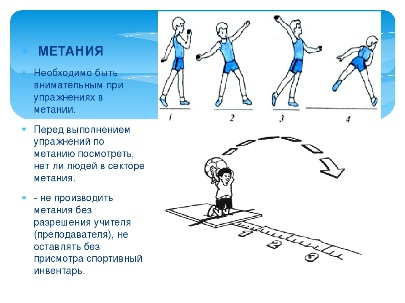 МЕТАНИЯ
Необходимо быть
внимательным при
упражнениях в
метании.
Перед выполнением
упражнений по
метанию посмотреть,
нет ли людей в секторе
метания.
- не производить
метания без
разрешения учителя
(преподавателя), не
оставлять без
присмотра спортивный
инвентарь.
1 2 3 4